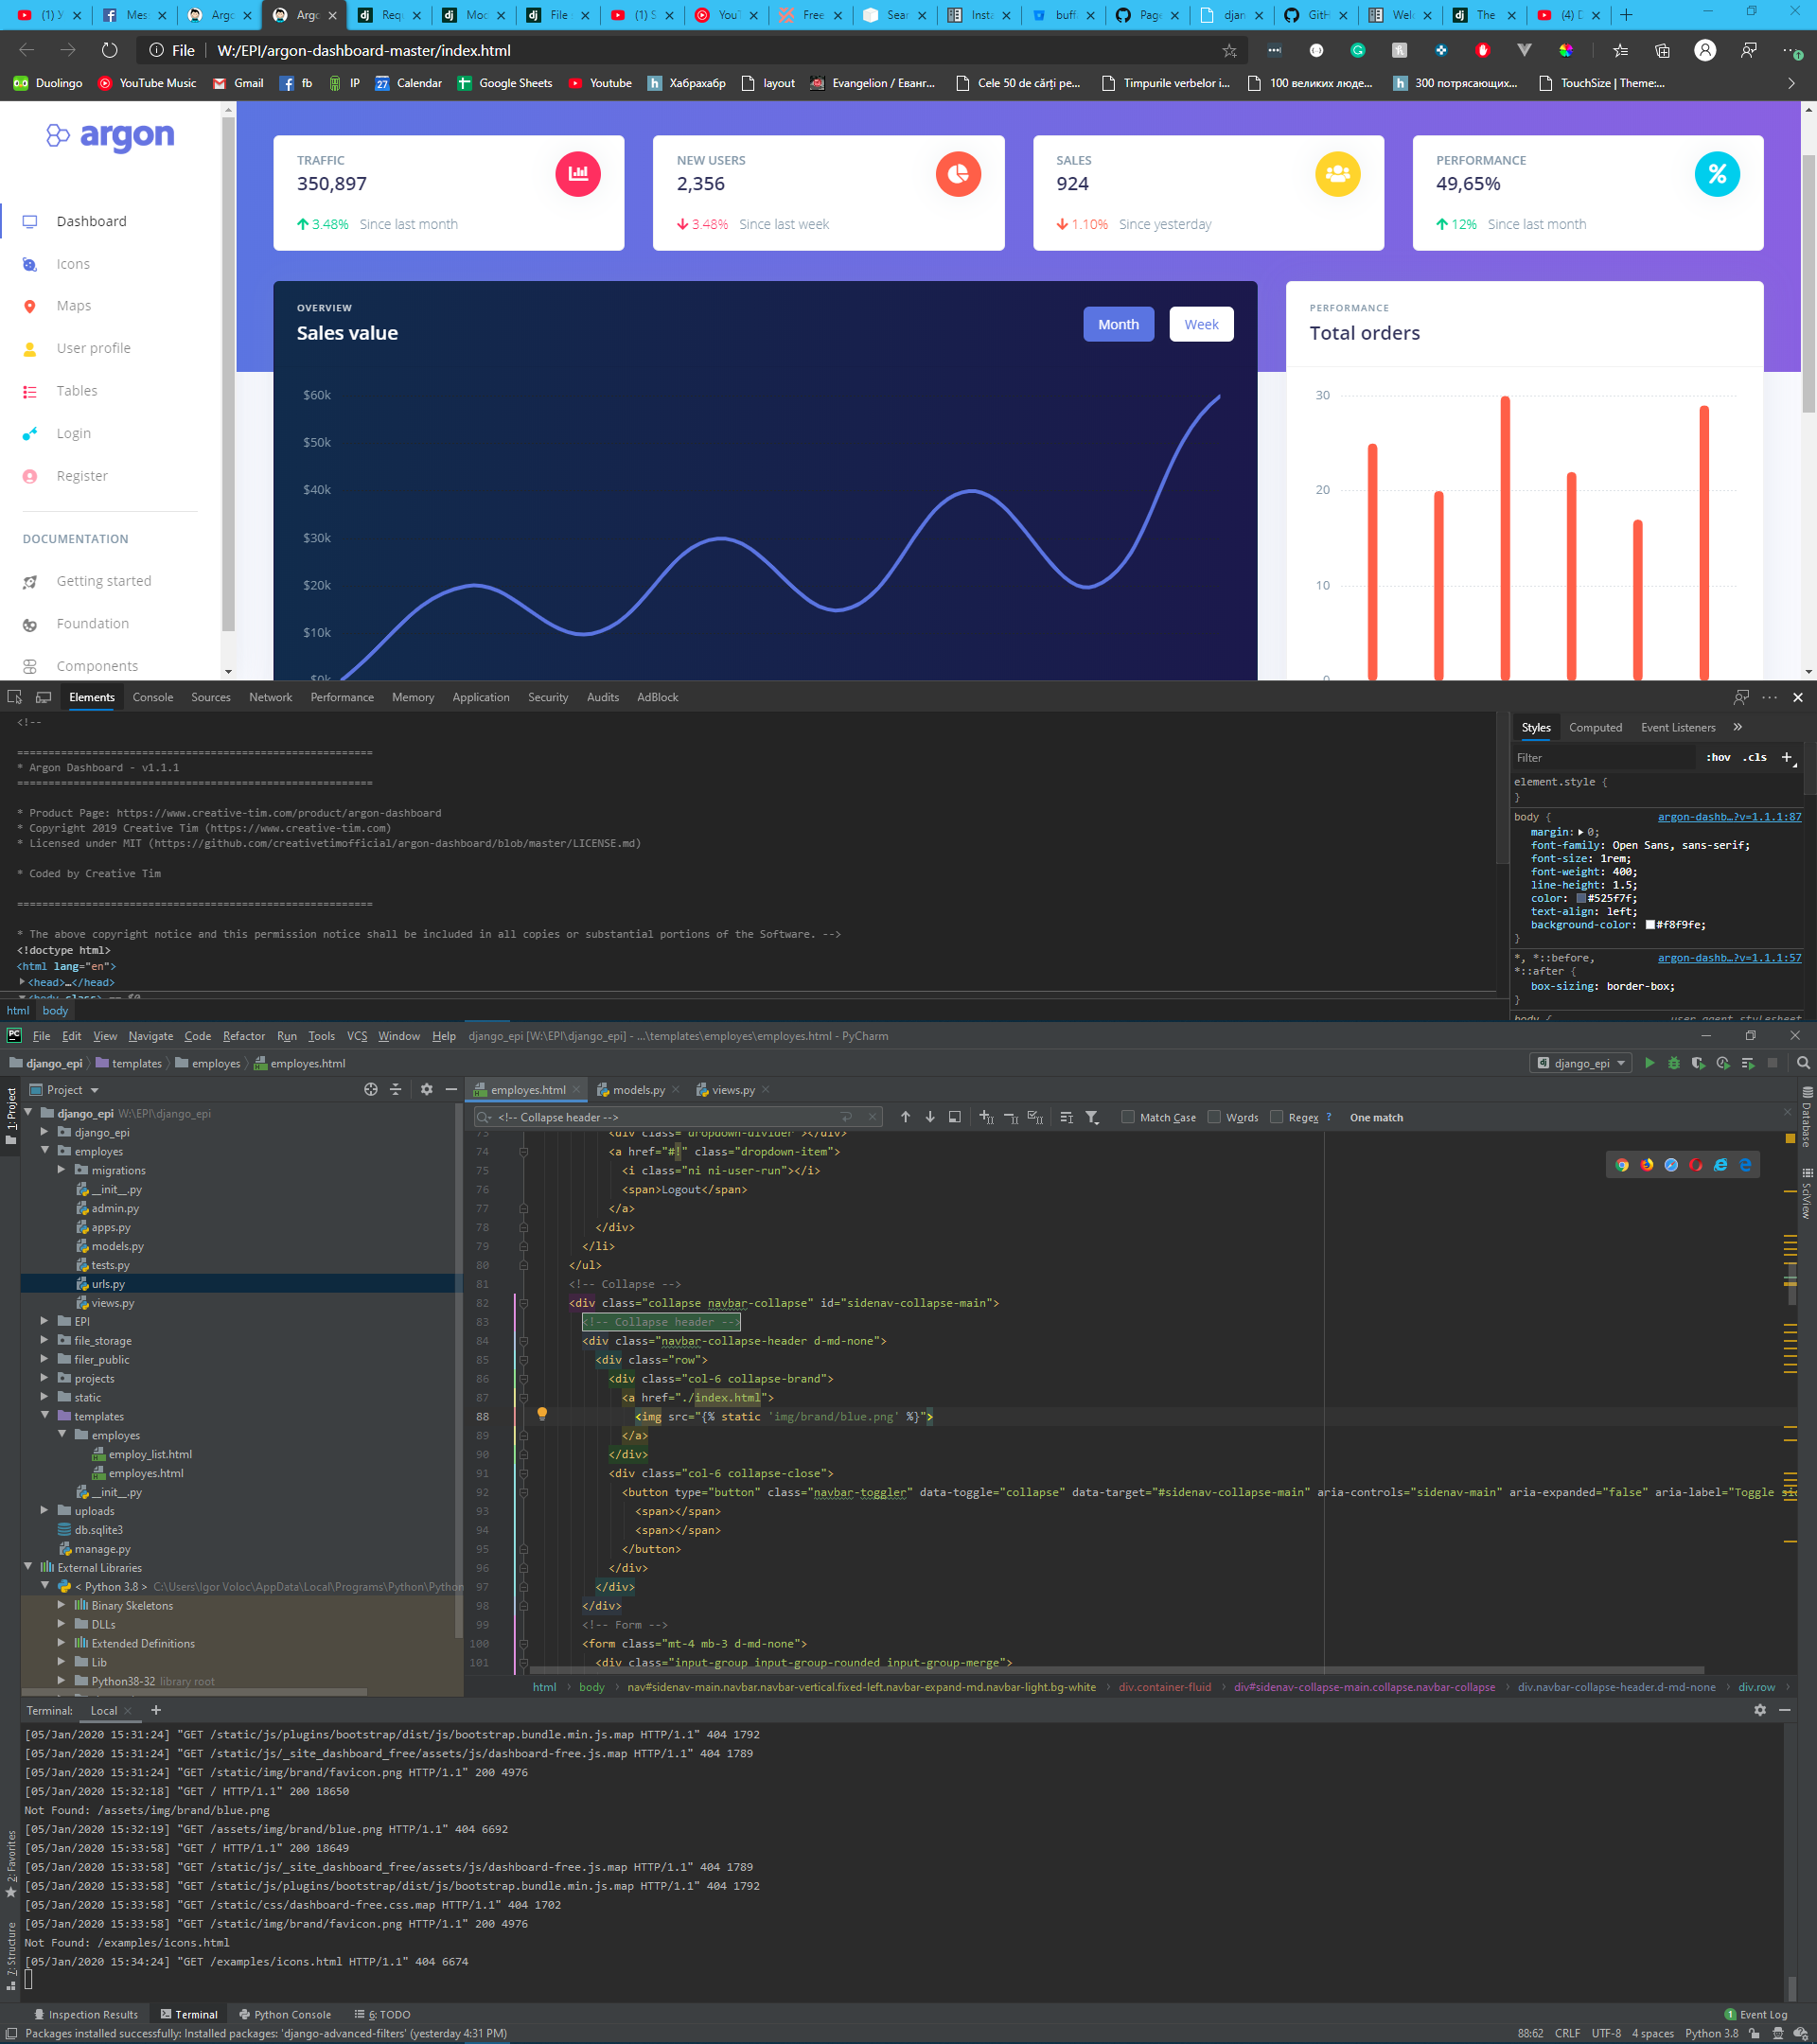 (1) У
Mes
Argo
Argo
Requ
Moc
File
(1) S
YouT
Free
Sear
Insta
buff
Page
djan
GitH
Welc
The
(4) D
File W:/EPI/argon-dashboard-master/index.html
Duolingo YouTube Music Gmail fb IP Calendar Google Sheets Youtube Хабрахабр layout Evangelion / Еванг... Cele 50 de cărți pe... Timpurile verbelor i... 100 великих люде... 300 потрясающих... TouchSize | Theme:...
argon
Dashboard
Icons
Maps
User profile
Tables
Login
Register
DOCUMENTATION
Getting started
Foundation
Components
TRAFFIC
350,897
3.48% Since last month
NEW USERS
2,356
3.48% Since last week
SALES
924
1.10% Since yesterday
PERFORMANCE
49,65%
12% Since last month
OVERVIEW
Sales value
Month Week
$60k
$50k
$40k
$30k
$20k
$10k
$0k
PERFORMANCE
Total orders
30
20
10
0
Elements Console Sources Network Performance Memory Application Security Audits AdBlock
<!--
=========================================================
* Argon Dashboard - v1.1.1
=========================================================
* Product Page: https://www.creative-tim.com/product/argon-dashboard
* Copyright 2019 Creative Tim (https://www.creative-tim.com)
* Licensed under MIT (https://github.com/creativetimofficial/argon-dashboard/blob/master/LICENSE.md)
* Coded by Creative Tim
=========================================================
* The above copyright notice and this permission notice shall be included in all copies or substantial portions of the Software. -->
<!doctype html>
<html lang="en">
<head>…</head>
<body class> == $0
html body
Styles Computed Event Listeners »
Filter :hov .cls +
element.style {
}
body { argon-dashb…?v=1.1.1:87
margin: 0;
font-family: Open Sans, sans-serif;
font-size: 1rem;
font-weight: 400;
line-height: 1.5;
color: #525f7f;
text-align: left;
background-color: #f8f9fe;
}
*, *::before, argon-dashb…?v=1.1.1:57
*::after {
box-sizing: border-box;
}
body { user agent stylesheet
PC File Edit View Navigate Code Refactor Run Tools VCS Window Help django_epi [W:\EPI\django_epi] - ...\templates\employes\employes.html - PyCharm
django_epi templates employes employes.html
django_epi
1: Project
Project
django_epi W:\EPI\django_epi
django_epi
employes
migrations
__init__.py
admin.py
apps.py
models.py
tests.py
urls.py
views.py
EPI
file_storage
filer_public
projects
static
templates
employes
employ_list.html
employes.html
__init__.py
uploads
db.sqlite3
manage.py
External Libraries
< Python 3.8 > C:\Users\Igor Voloc\AppData\Local\Programs\Python\Python
Binary Skeletons
DLLs
Extended Definitions
Lib
Python38-32 library root
employes.html models.py views.py
<!-- Collapse header -->
Match Case Words Regex ? One match
73 <div class="dropdown-divider"></div>
74 <a href="#!" class="dropdown-item">
75 <i class="ni ni-user-run"></i>
76 <span>Logout</span>
77 </a>
78 </div>
79 </li>
80 </ul>
81 <!-- Collapse -->
82 <div class="collapse navbar-collapse" id="sidenav-collapse-main">
83 <!-- Collapse header -->
84 <div class="navbar-collapse-header d-md-none">
85 <div class="row">
86 <div class="col-6 collapse-brand">
87 <a href="./index.html">
88 <img src="{% static 'img/brand/blue.png' %}">
89 </a>
90 </div>
91 <div class="col-6 collapse-close">
92 <button type="button" class="navbar-toggler" data-toggle="collapse" data-target="#sidenav-collapse-main" aria-controls="sidenav-main" aria-expanded="false" aria-label="Toggle sid
93 <span></span>
94 <span></span>
95 </button>
96 </div>
97 </div>
98 </div>
99 <!-- Form -->
100 <form class="mt-4 mb-3 d-md-none">
101 <div class="input-group input-group-rounded input-group-merge">
html body nav#sidenav-main.navbar.navbar-vertical.fixed-left.navbar-expand-md.navbar-light.bg-white div.container-fluid div#sidenav-collapse-main.collapse.navbar-collapse div.navbar-collapse-header.d-md-none div.row
Database
SciView
Terminal: Local +
[05/Jan/2020 15:31:24] "GET /static/js/plugins/bootstrap/dist/js/bootstrap.bundle.min.js.map HTTP/1.1" 404 1792
[05/Jan/2020 15:31:24] "GET /static/js/_site_dashboard_free/assets/js/dashboard-free.js.map HTTP/1.1" 404 1789
[05/Jan/2020 15:31:24] "GET /static/img/brand/favicon.png HTTP/1.1" 200 4976
[05/Jan/2020 15:32:18] "GET / HTTP/1.1" 200 18650
Not Found: /assets/img/brand/blue.png
[05/Jan/2020 15:32:19] "GET /assets/img/brand/blue.png HTTP/1.1" 404 6692
[05/Jan/2020 15:33:58] "GET / HTTP/1.1" 200 18649
[05/Jan/2020 15:33:58] "GET /static/js/_site_dashboard_free/assets/js/dashboard-free.js.map HTTP/1.1" 404 1789
[05/Jan/2020 15:33:58] "GET /static/js/plugins/bootstrap/dist/js/bootstrap.bundle.min.js.map HTTP/1.1" 404 1792
[05/Jan/2020 15:33:58] "GET /static/css/dashboard-free.css.map HTTP/1.1" 404 1702
[05/Jan/2020 15:33:58] "GET /static/img/brand/favicon.png HTTP/1.1" 200 4976
Not Found: /examples/icons.html
[05/Jan/2020 15:34:24] "GET /examples/icons.html HTTP/1.1" 404 6674
2: Favorites
7: Structure
Inspection Results Terminal Python Console 6: TODO 1 Event Log
Packages installed successfully: Installed packages: 'django-advanced-filters' (yesterday 4:31 PM) 88:62 CRLF UTF-8 4 spaces Python 3.8